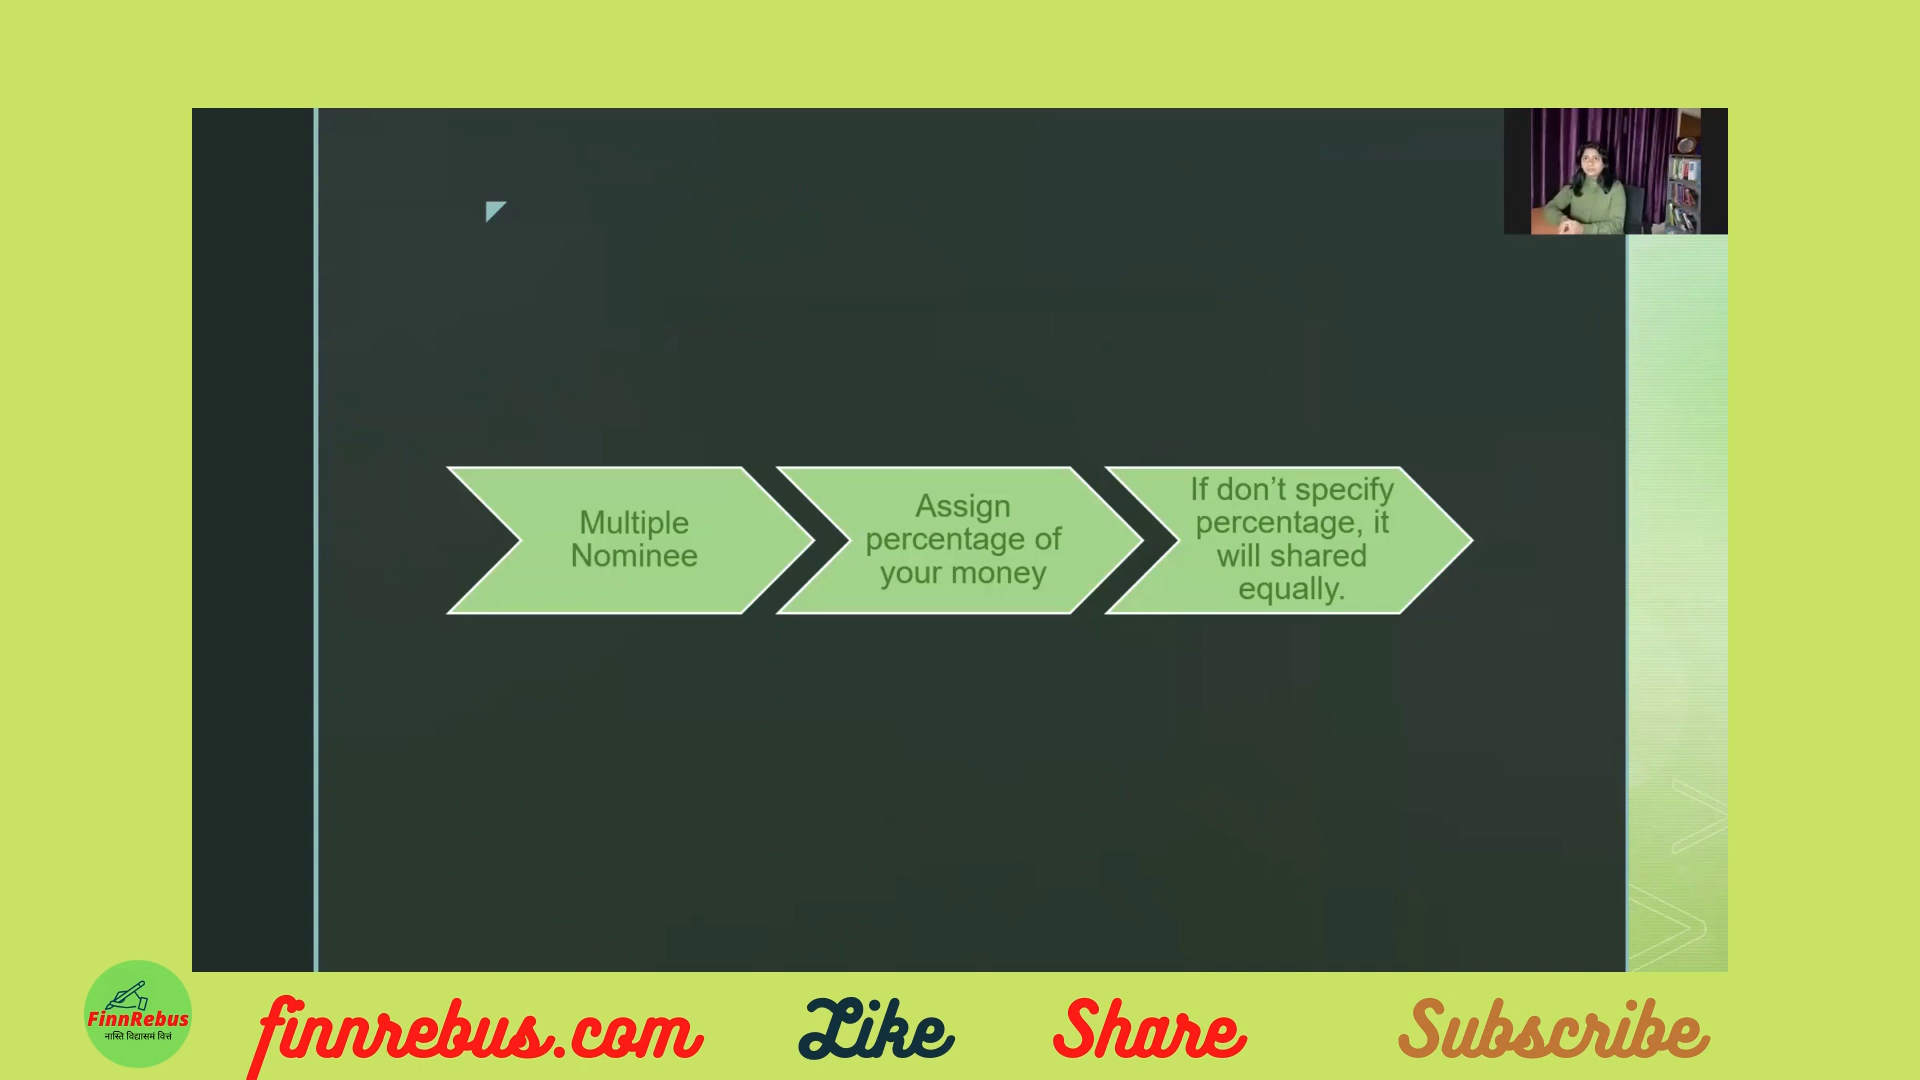 Multiple
Nominee
Assign
percentage of
your money
If don’t specify
percentage, it
will shared
equally.
FinnRebus
नास्ति विद्यासमं वित्तं
finnrebus.com
Like
Share
Subscribe